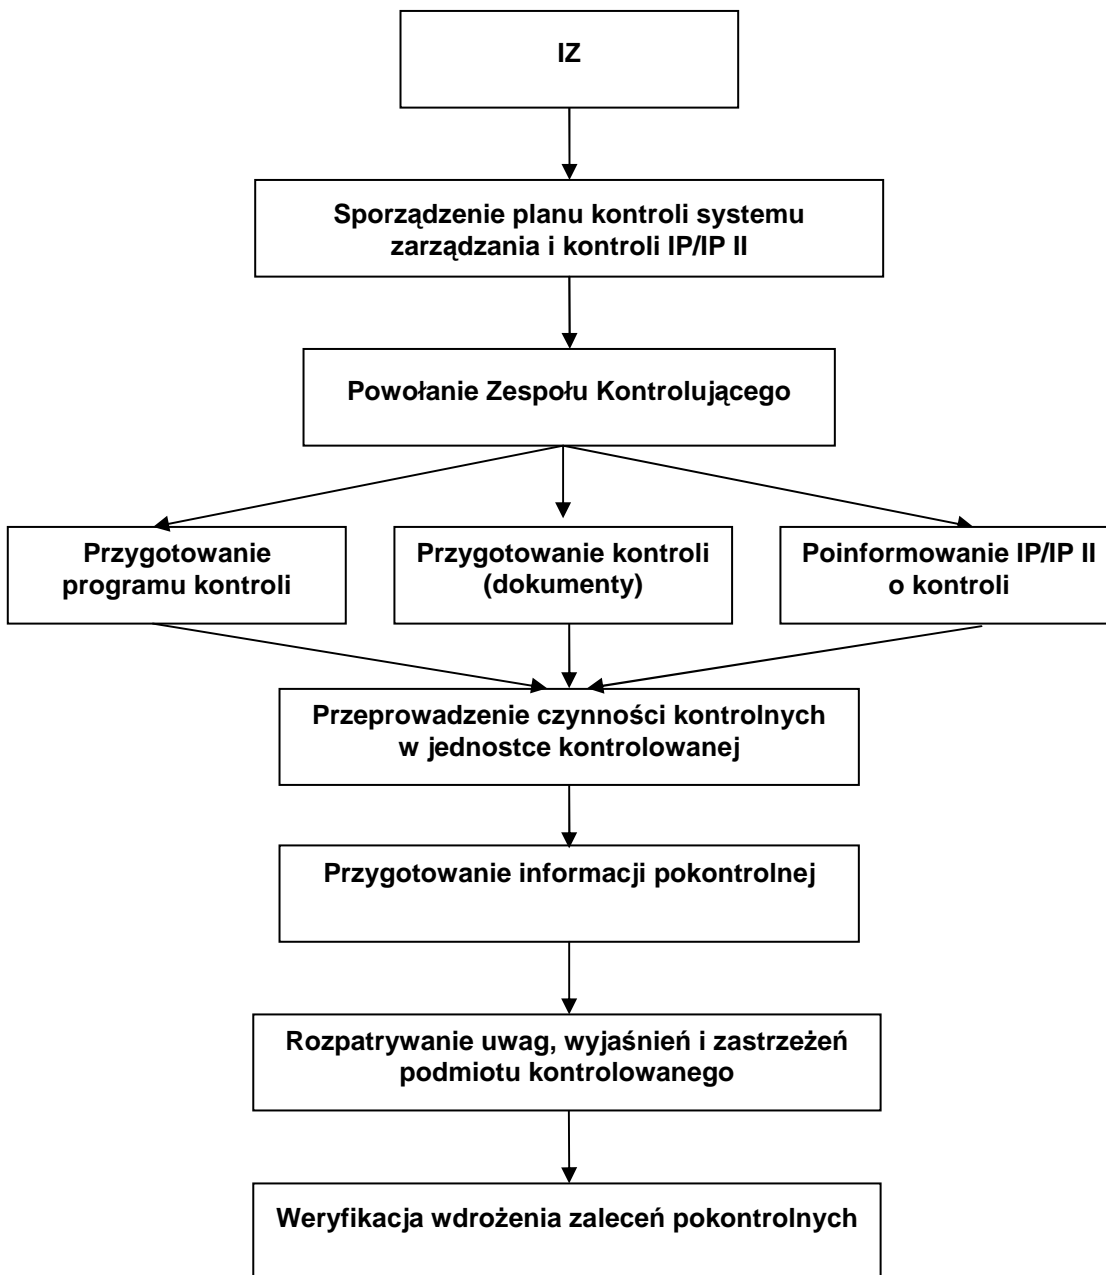 IZ
Sporządzenie planu kontroli systemu
zarządzania i kontroli IP/IP II
Powołanie Zespołu Kontrolującego
Przygotowanie
programu kontroli
Przygotowanie kontroli
(dokumenty)
Poinformowanie IP/IP II
o kontroli
Przeprowadzenie czynności kontrolnych
w jednostce kontrolowanej
Przygotowanie informacji pokontrolnej
Rozpatrywanie uwag, wyjaśnień i zastrzeżeń
podmiotu kontrolowanego
Weryfikacja wdrożenia zaleceń pokontrolnych